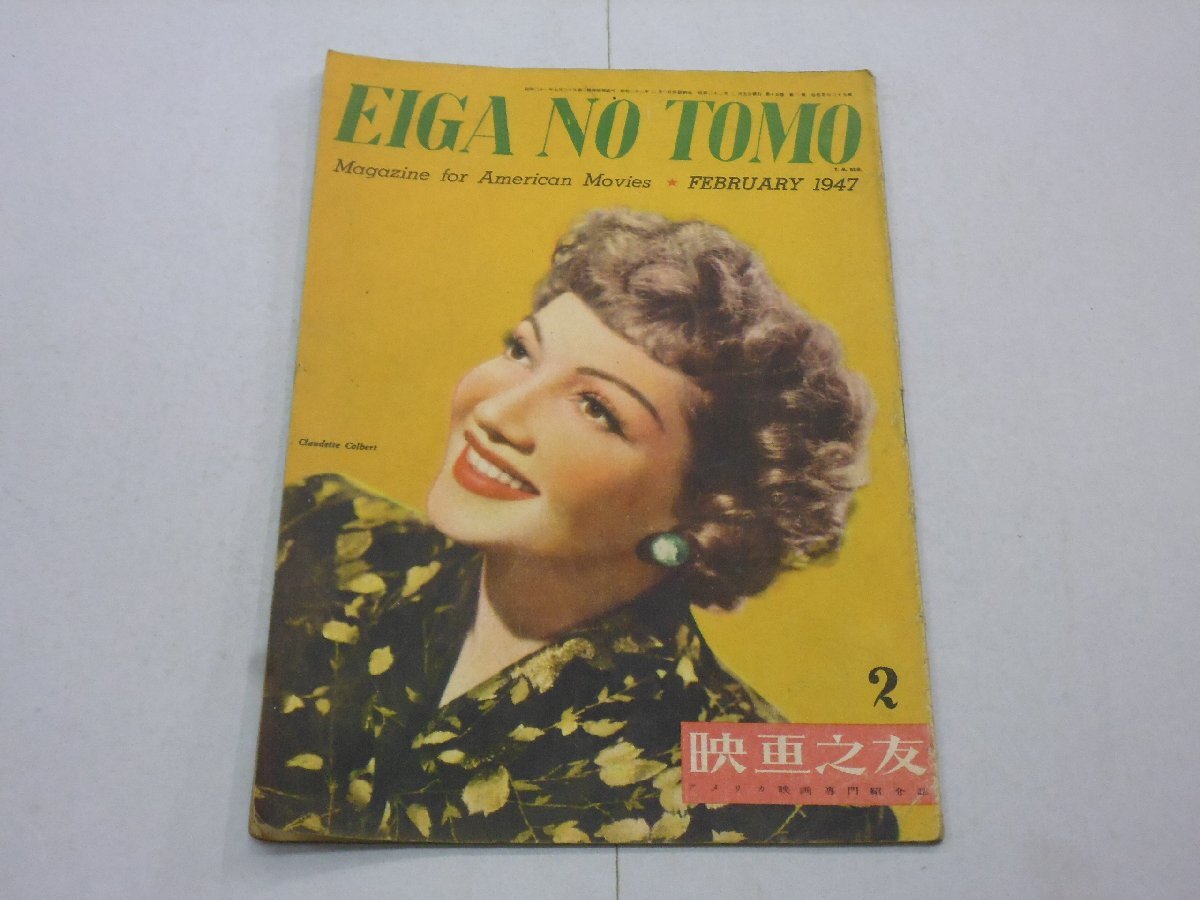 EIGA NO TOMO
Magazine for American Movies ★ FEBRUARY 1947
Claudette Colbert
2
映画之友
アメリカ映画専門紹介誌